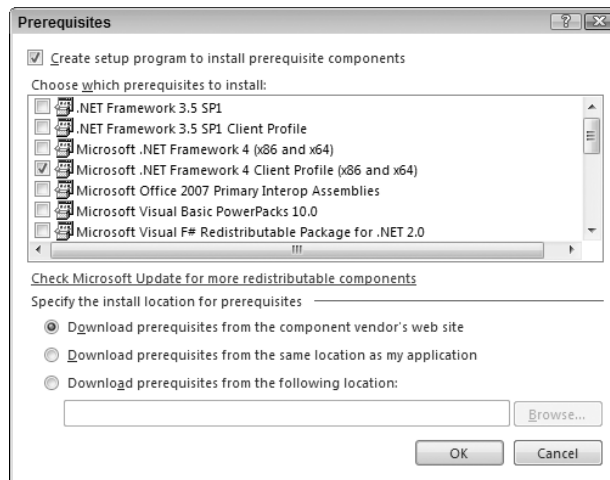 Prerequisites
Create setup program to install prerequisite components
Choose which prerequisites to install:
.NET Framework 3.5 SP1
.NET Framework 3.5 SP1 Client Profile
Microsoft .NET Framework 4 (x86 and x64)
Microsoft .NET Framework 4 Client Profile (x86 and x64)
Microsoft Office 2007 Primary Interop Assemblies
Microsoft Visual Basic PowerPacks 10.0
Microsoft Visual F# Redistributable Package for .NET 2.0
Check Microsoft Update for more redistributable components
Specify the install location for prerequisites
Download prerequisites from the component vendor's web site
Download prerequisites from the same location as my application
Download prerequisites from the following location:
Browse...
OK Cancel